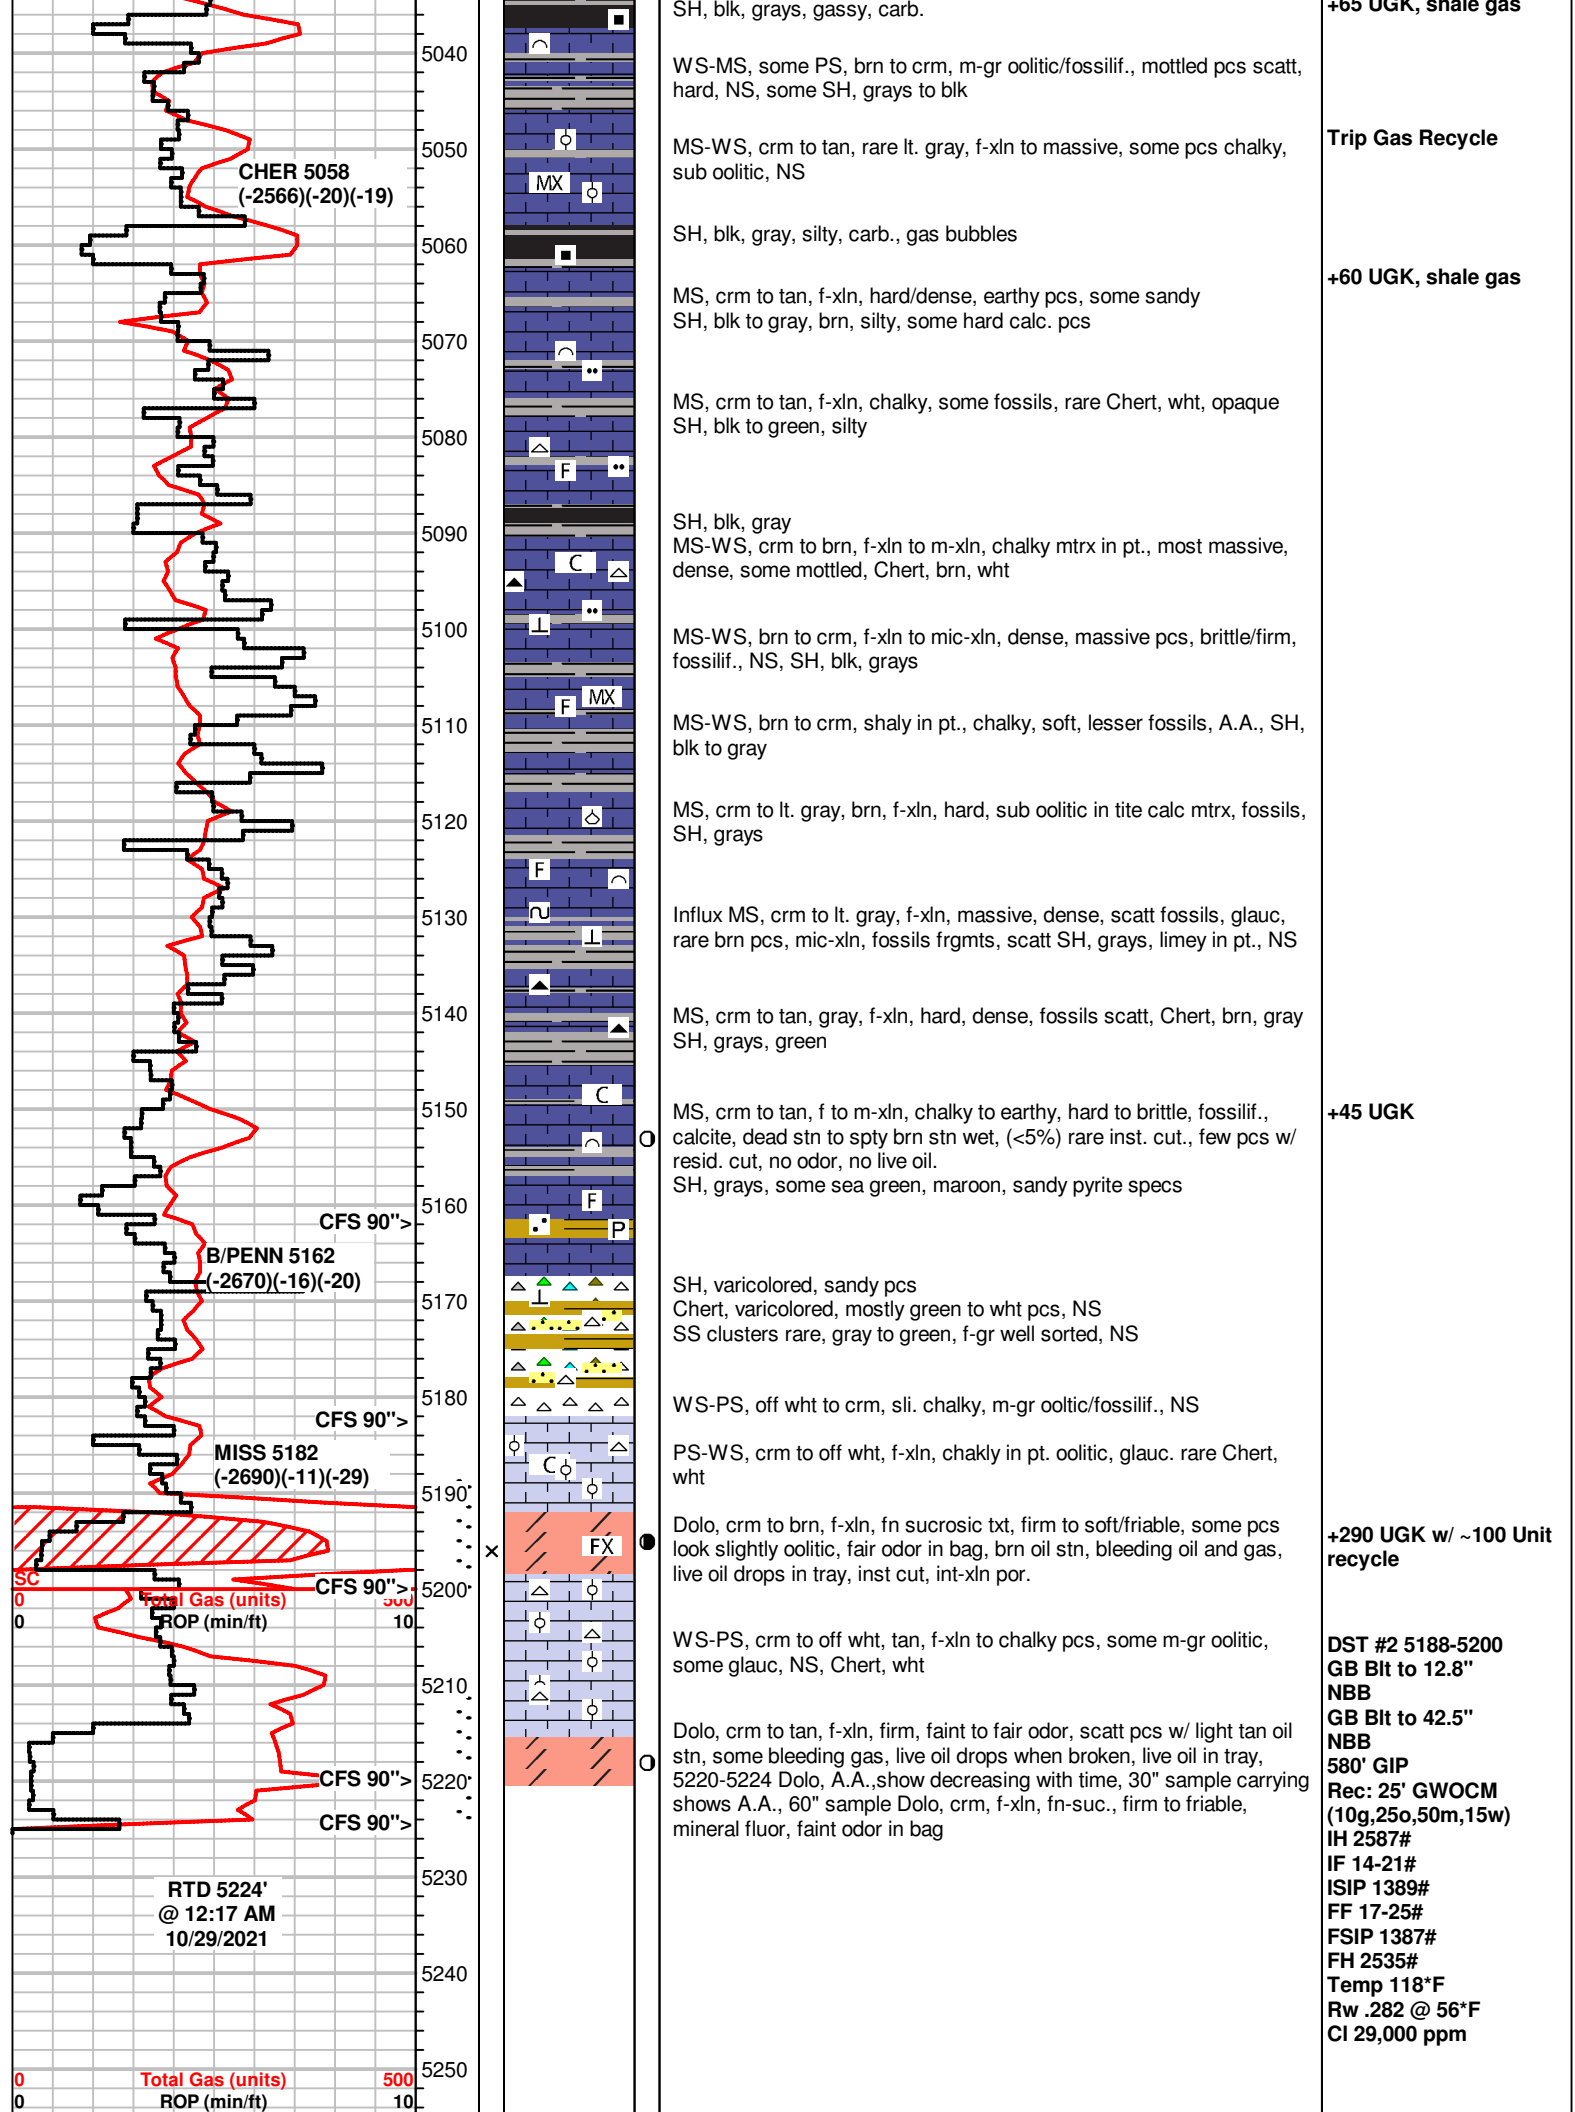 SH, blk, grays, gassy, carb.
+65 UGK, shale gas
5040
WS-MS, some PS, brn to crm, m-gr oolitic/fossilif., mottled pcs scatt,
hard, NS, some SH, grays to blk
5050
MS-WS, crm to tan, rare lt. gray, f-xln to massive, some pcs chalky,
sub oolitic, NS
Trip Gas Recycle
CHER 5058
(-2566)(-20)(-19)
MX
5060
SH, blk, gray, silty, carb., gas bubbles
+60 UGK, shale gas
MS, crm to tan, f-xln, hard/dense, earthy pcs, some sandy
SH, blk to gray, brn, silty, some hard calc. pcs
5070
MS, crm to tan, f-xln, chalky, some fossils, rare Chert, wht, opaque
SH, blk to green, silty
5080
F
5090
SH, blk, gray
MS-WS, crm to brn, f-xln to m-xln, chalky mtrx in pt., most massive,
dense, some mottled, Chert, brn, wht
C
5100
MS-WS, brn to crm, f-xln to mic-xln, dense, massive pcs, brittle/firm,
fossilif., NS, SH, blk, grays
F MX
5110
MS-WS, brn to crm, shaly in pt., chalky, soft, lesser fossils, A.A., SH,
blk to gray
5120
MS, crm to lt. gray, brn, f-xln, hard, sub oolitic in tite calc mtrx, fossils,
SH, grays
F
5130
Influx MS, crm to lt. gray, f-xln, massive, dense, scatt fossils, glauc,
rare brn pcs, mic-xln, fossils frgmts, scatt SH, grays, limey in pt., NS
5140
MS, crm to tan, gray, f-xln, hard, dense, fossils scatt, Chert, brn, gray
SH, grays, green
C
5150
MS, crm to tan, f to m-xln, chalky to earthy, hard to brittle, fossilif.,
calcite, dead stn to spty brn stn wet, (<5%) rare inst. cut., few pcs w/
resid. cut, no odor, no live oil.
SH, grays, some sea green, maroon, sandy pyrite specs
+45 UGK
F
5160
CFS 90">
P
B/PENN 5162
(-2670)(-16)(-20)
5170
SH, varicolored, sandy pcs
Chert, varicolored, mostly green to wht pcs, NS
SS clusters rare, gray to green, f-gr well sorted, NS
5180
CFS 90">
WS-PS, off wht to crm, sli. chalky, m-gr ooltic/fossilif., NS
MISS 5182
(-2690)(-11)(-29)
PS-WS, crm to off wht, f-xln, chakly in pt. oolitic, glauc. rare Chert,
wht
C
5190
Dolo, crm to brn, f-xln, fn sucrosic txt, firm to soft/friable, some pcs
look slightly oolitic, fair odor in bag, brn oil stn, bleeding oil and gas,
live oil drops in tray, inst cut, int-xln por.
FX
+290 UGK w/ ~100 Unit
recycle
SC
CFS 90">
5200
0 Total Gas (units) 500
0 ROP (min/ft) 10
WS-PS, crm to off wht, tan, f-xln to chalky pcs, some m-gr oolitic,
some glauc, NS, Chert, wht
5210
Dolo, crm to tan, f-xln, firm, faint to fair odor, scatt pcs w/ light tan oil
stn, some bleeding gas, live oil drops when broken, live oil in tray,
5220-5224 Dolo, A.A.,show decreasing with time, 30" sample carrying
shows A.A., 60" sample Dolo, crm, f-xln, fn-suc., firm to friable,
mineral fluor, faint odor in bag
CFS 90">
5220
CFS 90">
DST #2 5188-5200
GB Blt to 12.8"
NBB
GB Blt to 42.5"
NBB
580' GIP
Rec: 25' GWOCM
(10g,25o,50m,15w)
IH 2587#
IF 14-21#
ISIP 1389#
FF 17-25#
FSIP 1387#
FH 2535#
Temp 118*F
Rw .282 @ 56*F
Cl 29,000 ppm
5230
RTD 5224'
@ 12:17 AM
10/29/2021
5240
5250
0 Total Gas (units) 500
0 ROP (min/ft) 10